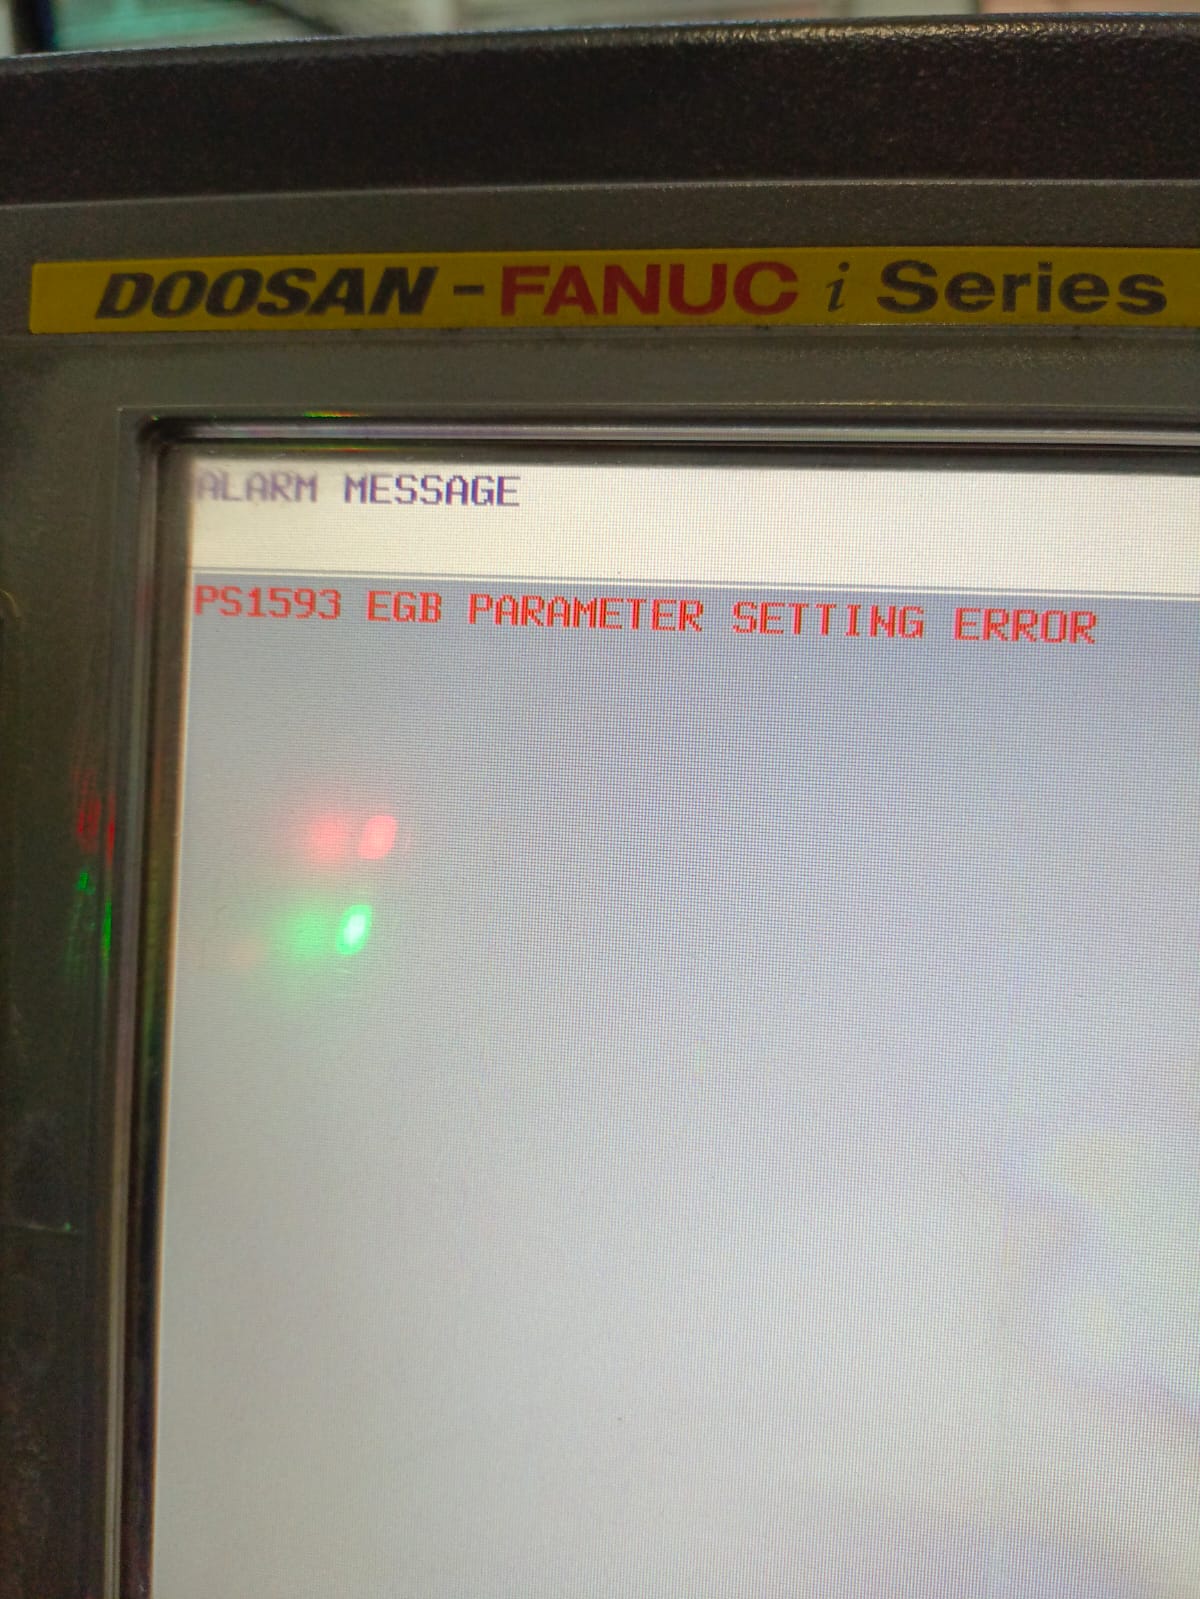 DOOSAN - FANUC i Series
ALARM MESSAGE
PS1593 EGB PARAMETER SETTING ERROR